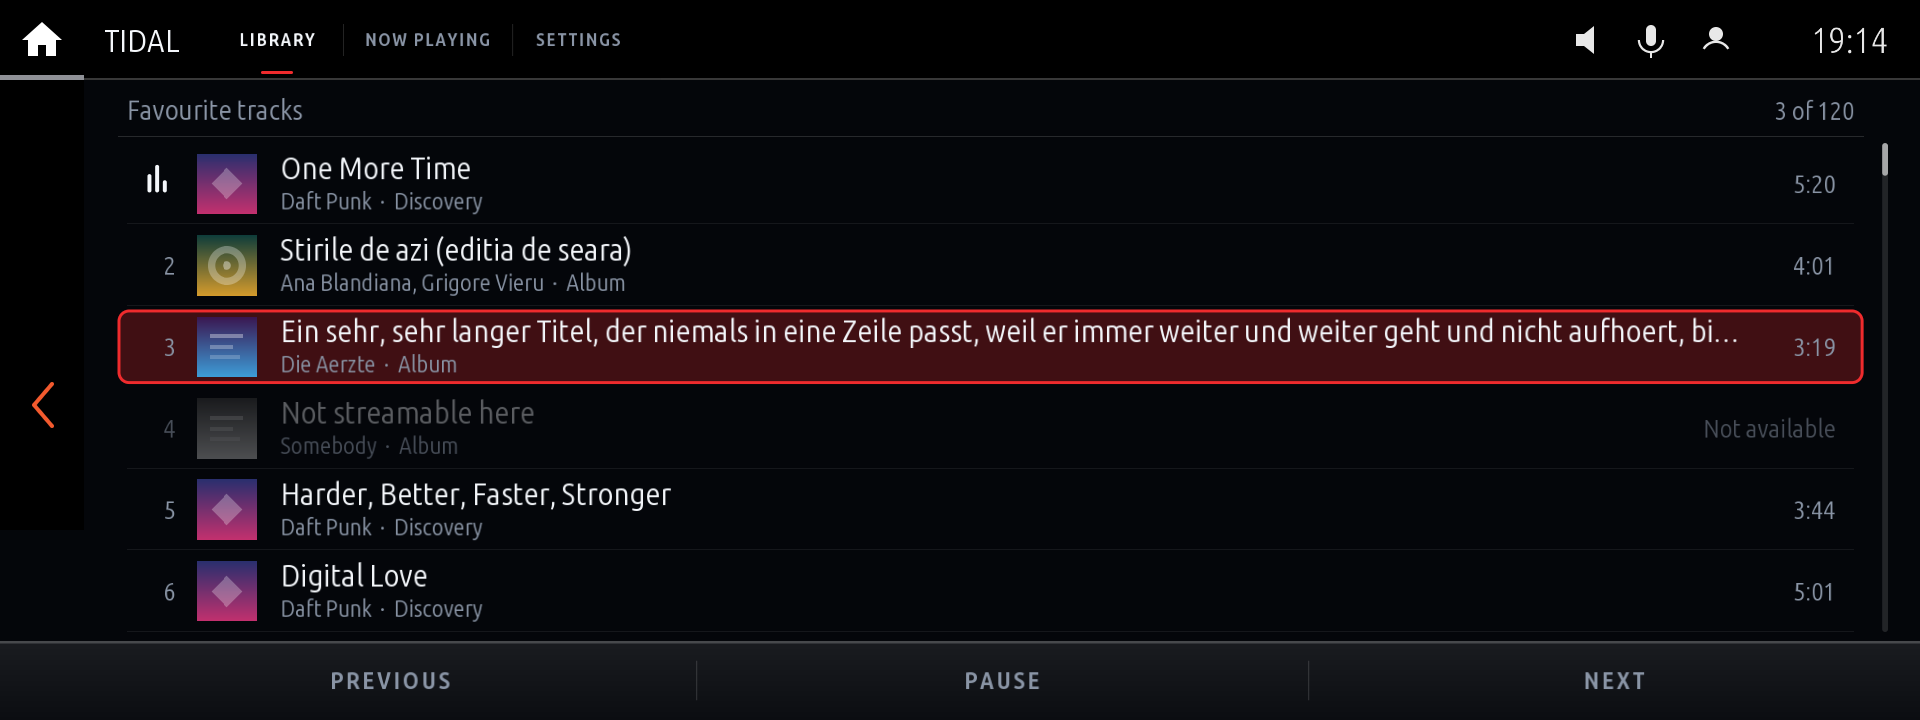 TIDAL LIBRARY NOW PLAYING SETTINGS 19:14
Favourite tracks 3 of 120
One More Time
Daft Punk · Discovery
5:20
2
Stirile de azi (editia de seara)
Ana Blandiana, Grigore Vieru · Album
4:01
3
Ein sehr, sehr langer Titel, der niemals in eine Zeile passt, weil er immer weiter und weiter geht und nicht aufhoert, bi...
Die Aerzte · Album
3:19
4
Not streamable here
Somebody · Album
Not available
5
Harder, Better, Faster, Stronger
Daft Punk · Discovery
3:44
6
Digital Love
Daft Punk · Discovery
5:01
PREVIOUS PAUSE NEXT